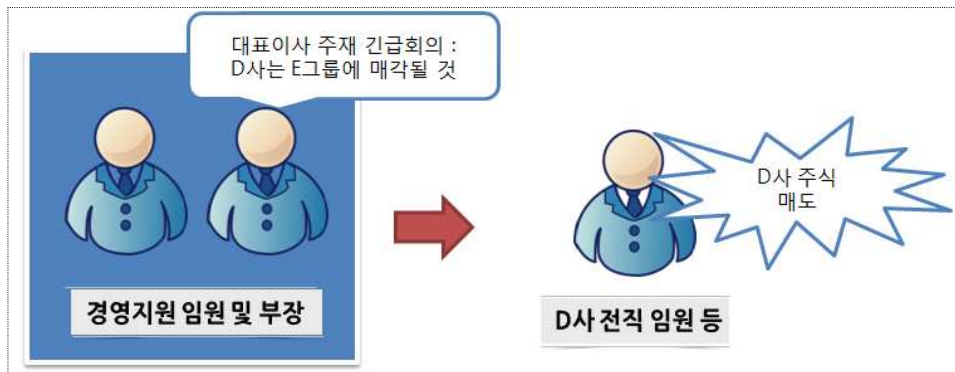 대표이사 주재 긴급회의 :
D사는 E그룹에 매각될 것
D사 주식
매도
경영지원 임원 및 부장
D사 전직 임원 등